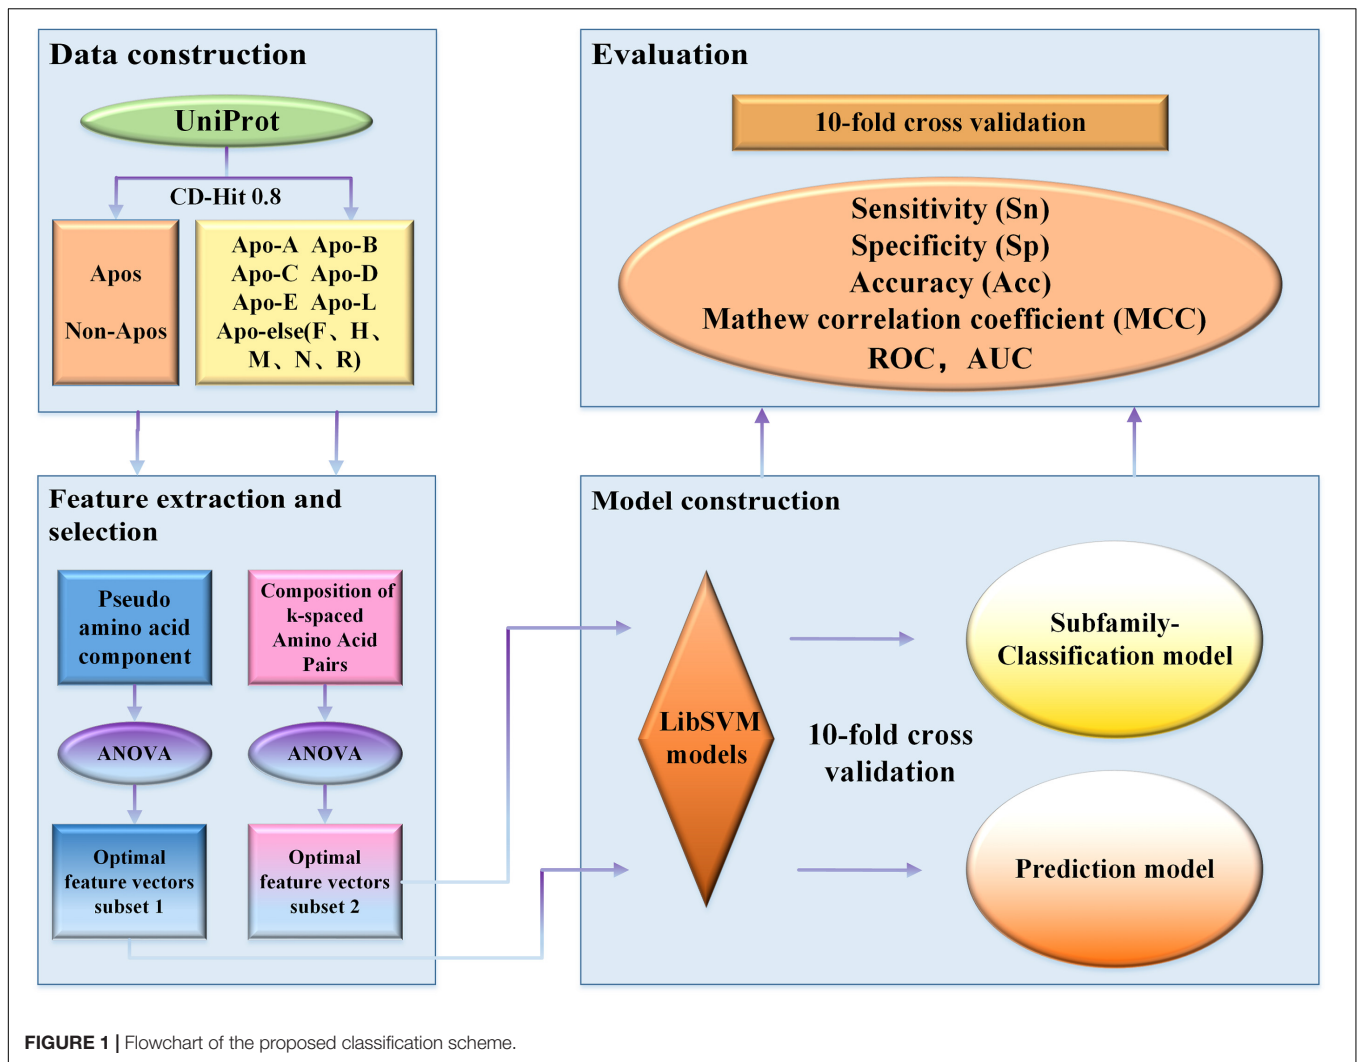 Data construction
UniProt
CD-Hit 0.8
Apos
Non-Apos
Apo-A Apo-B
Apo-C Apo-D
Apo-E Apo-L
Apo-else(F、H、
M、N、R)
Evaluation
10-fold cross validation
Sensitivity (Sn)
Specificity (Sp)
Accuracy (Acc)
Mathew correlation coefficient (MCC)
ROC，AUC
Feature extraction and
selection
Pseudo
amino acid
component
Composition of
k-spaced
Amino Acid
Pairs
ANOVA
ANOVA
Optimal
feature vectors
subset 1
Optimal
feature vectors
subset 2
Model construction
LibSVM
models
10-fold cross
validation
Subfamily-
Classification model
Prediction model
FIGURE 1 | Flowchart of the proposed classification scheme.